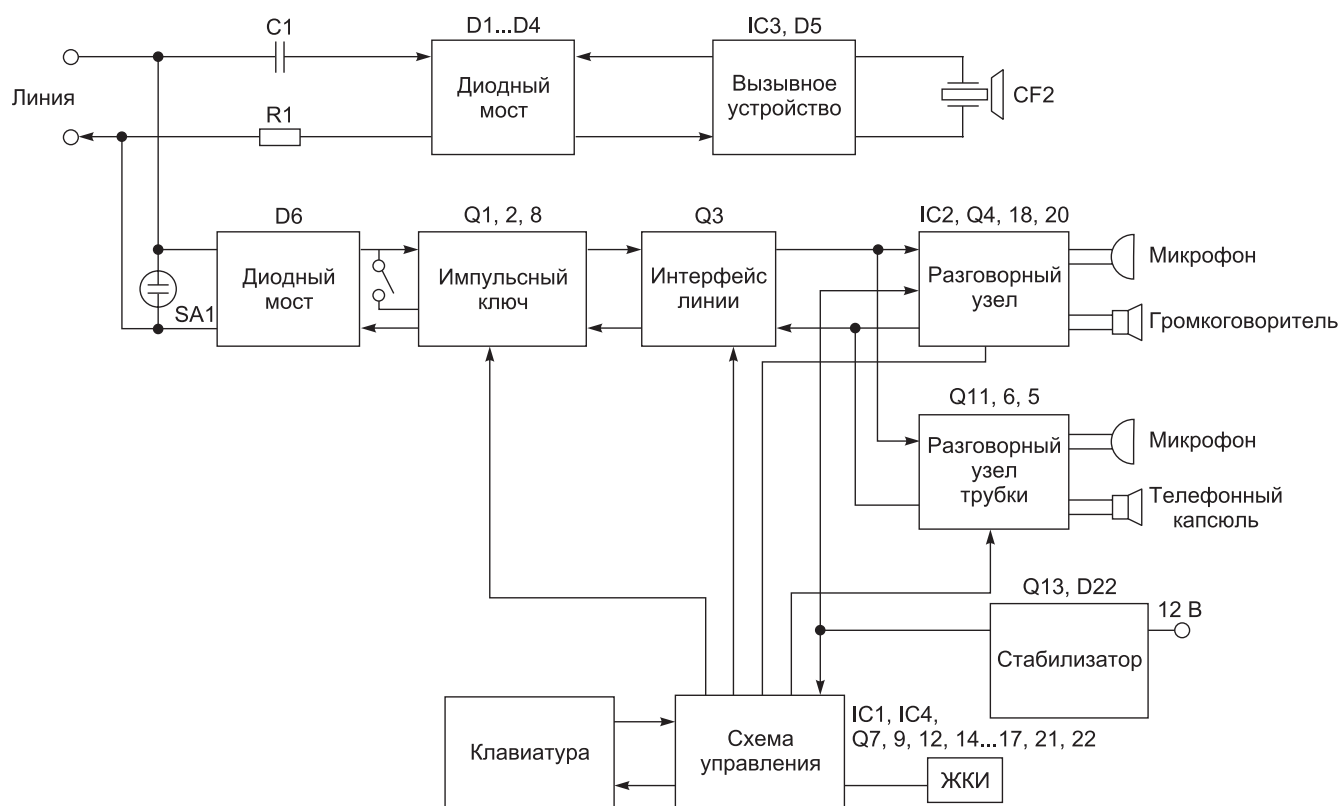 C1
D1...D4
IC3, D5
Линия
Диодный
мост
Вызывное
устройство
CF2
R1
D6
Q1, 2, 8
Q3
IC2, Q4, 18, 20
Диодный
мост
SA1
Импульсный
ключ
Интерфейс
линии
Разговорный
узел
Микрофон
Громкоговоритель
Q11, 6, 5
Разговорный
узел
трубки
Микрофон
Телефонный
капсюль
Q13, D22
12 В
Стабилизатор
Клавиатура
Схема
управления
IC1, IC4,
Q7, 9, 12, 14...17, 21, 22
ЖКИ